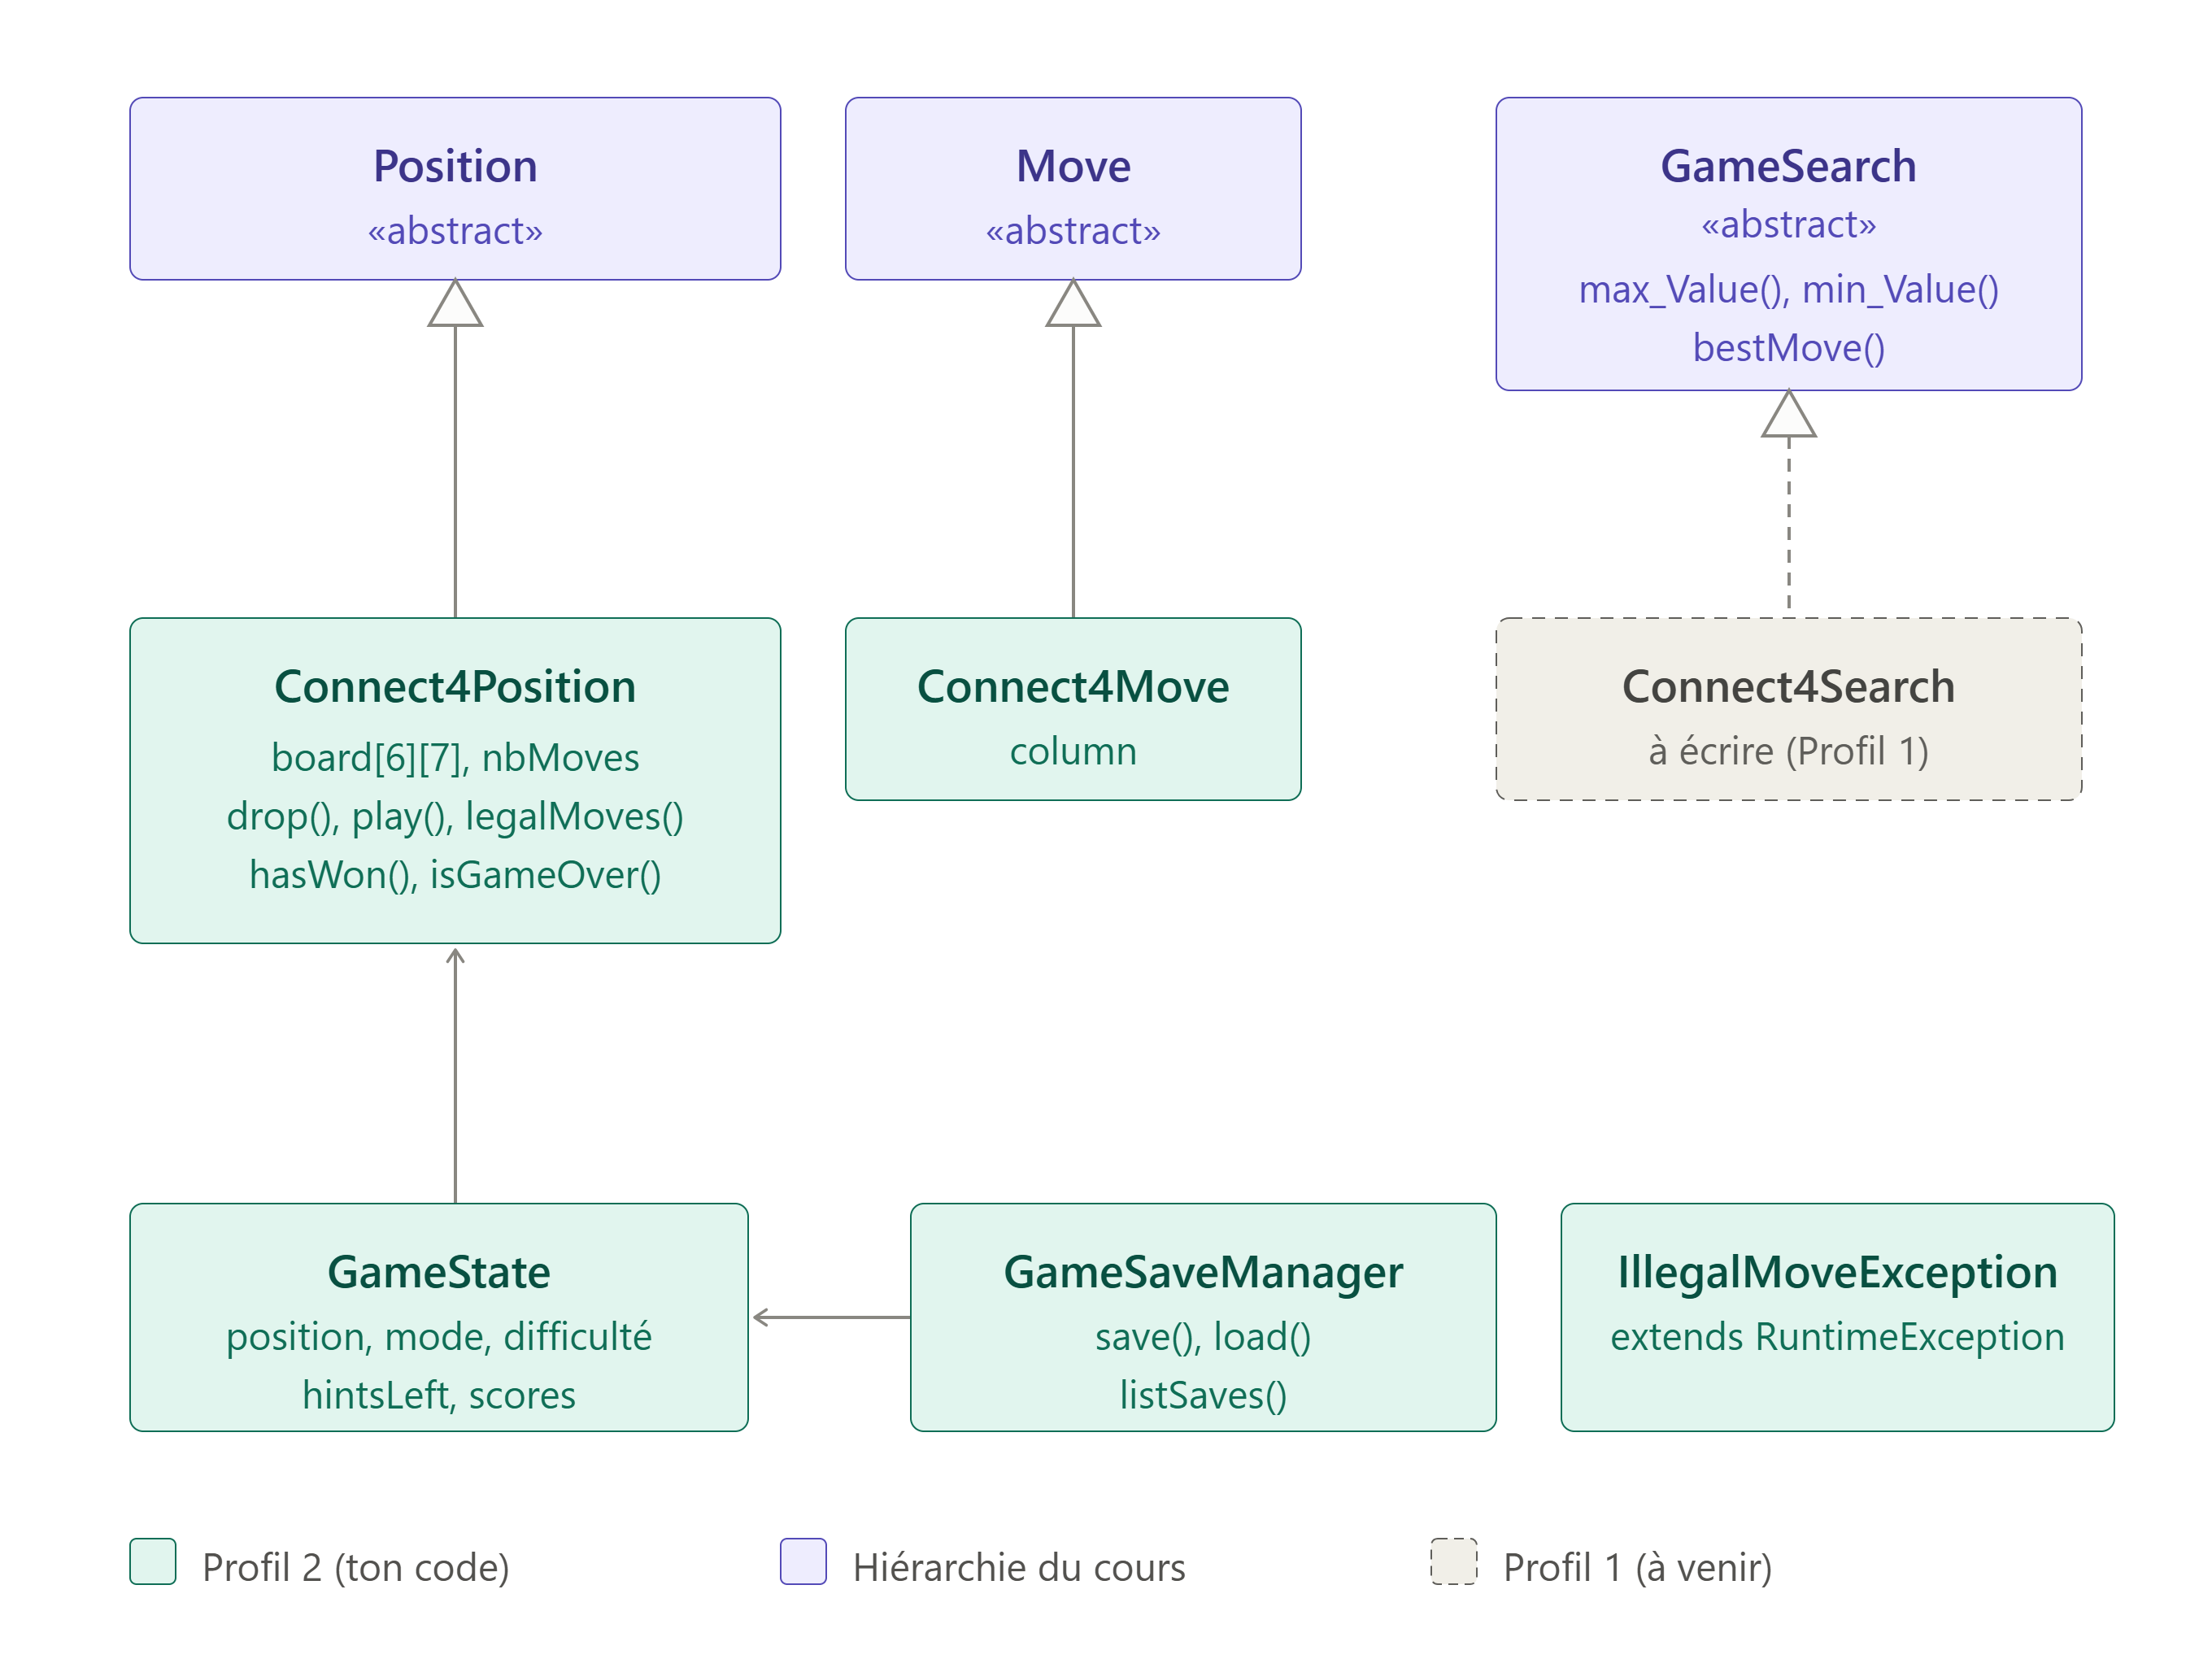 Position
«abstract»
Move
«abstract»
GameSearch
«abstract»
max_Value(), min_Value()
bestMove()
Connect4Position
board[6][7], nbMoves
drop(), play(), legalMoves()
hasWon(), isGameOver()
Connect4Move
column
Connect4Search
à écrire (Profil 1)
GameState
position, mode, difficulté
hintsLeft, scores
GameSaveManager
save(), load()
listSaves()
IllegalMoveException
extends RuntimeException
Profil 2 (ton code)
Hiérarchie du cours
Profil 1 (à venir)